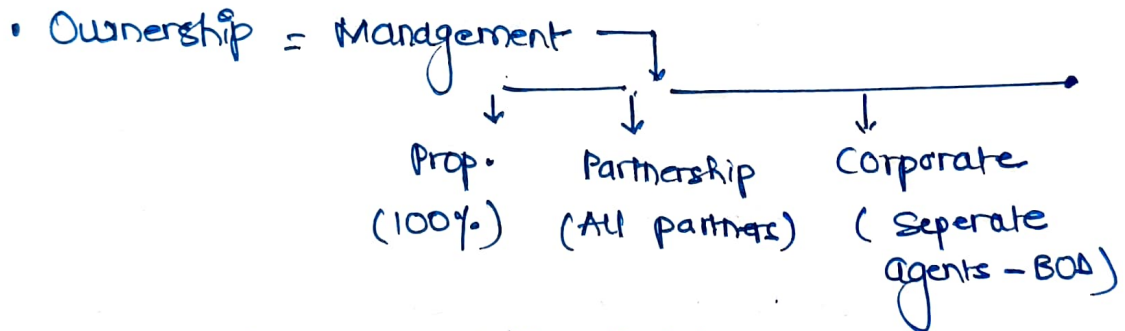 • Ownership = Management
Prop. Partnership Corporate
(100%) (All partners) ( Seperate
agents - BOD)